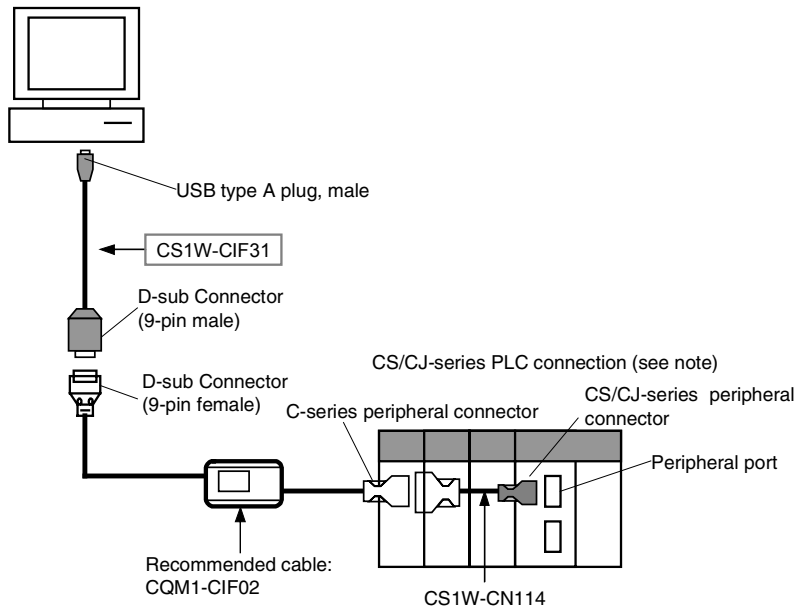 USB type A plug, male
CS1W-CIF31
D-sub Connector
(9-pin male)
D-sub Connector
(9-pin female)
CS/CJ-series PLC connection (see note)
C-series peripheral connector
CS/CJ-series peripheral
connector
Peripheral port
Recommended cable:
CQM1-CIF02
CS1W-CN114